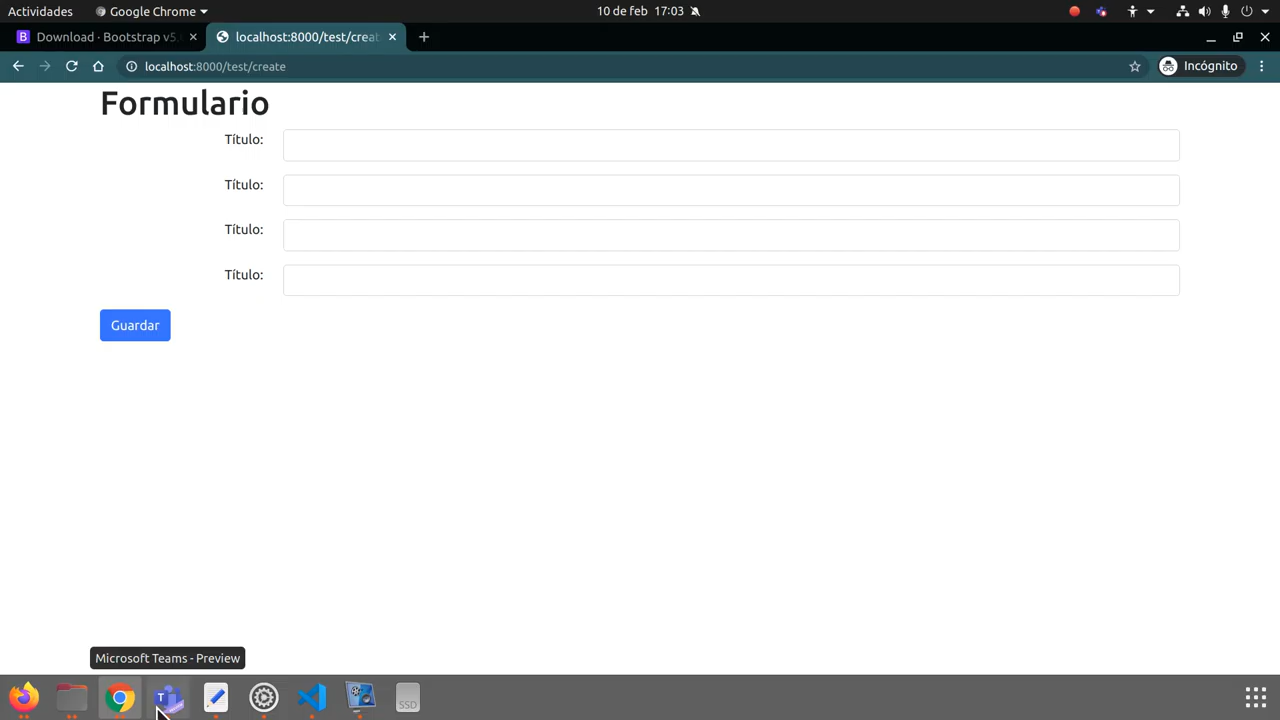 Actividades Google Chrome 10 de feb 17:03
B Download · Bootstrap v5. localhost:8000/test/creat
localhost:8000/test/create Incógnito
Formulario
Título:
Título:
Título:
Título:
Guardar
Microsoft Teams - Preview
T SSD